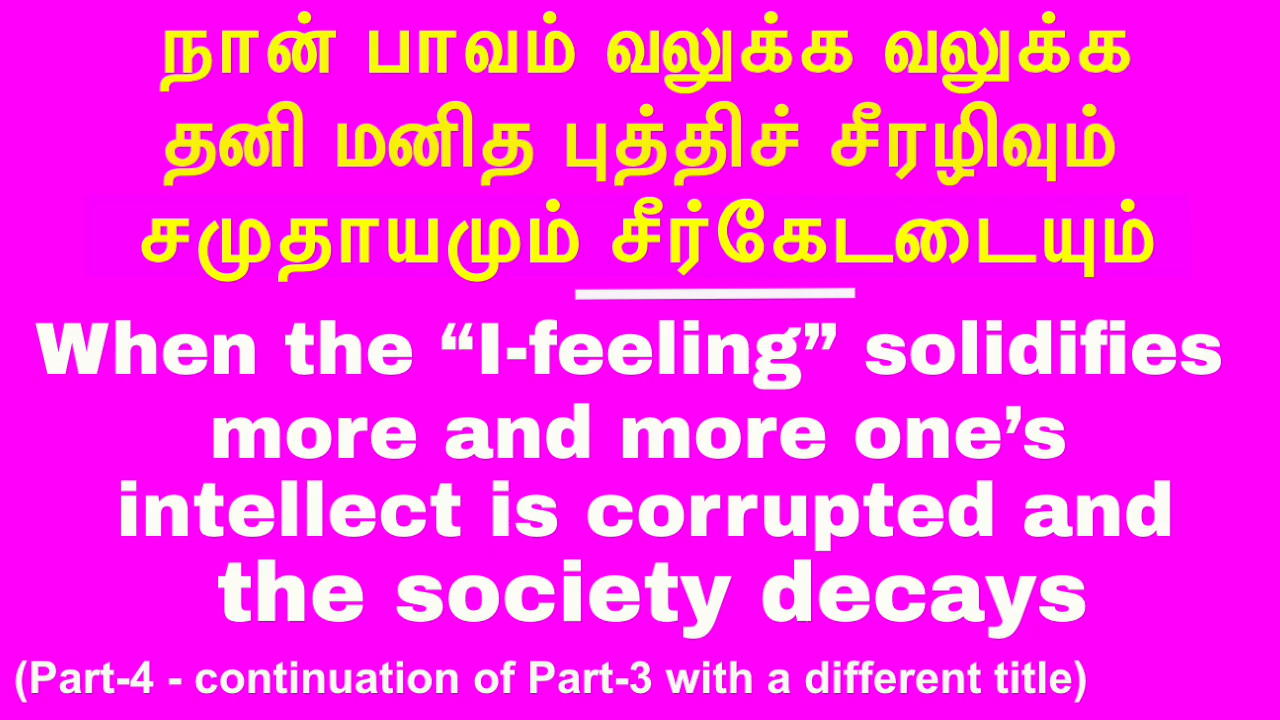 நான் பாவம் வலுக்க வலுக்க
தனி மனித புத்திச் சீரழிவும்
சமுதாயமும் சீர்கேடடையும்
When the “I-feeling” solidifies
more and more one’s
intellect is corrupted and
the society decays
(Part-4 - continuation of Part-3 with a different title)